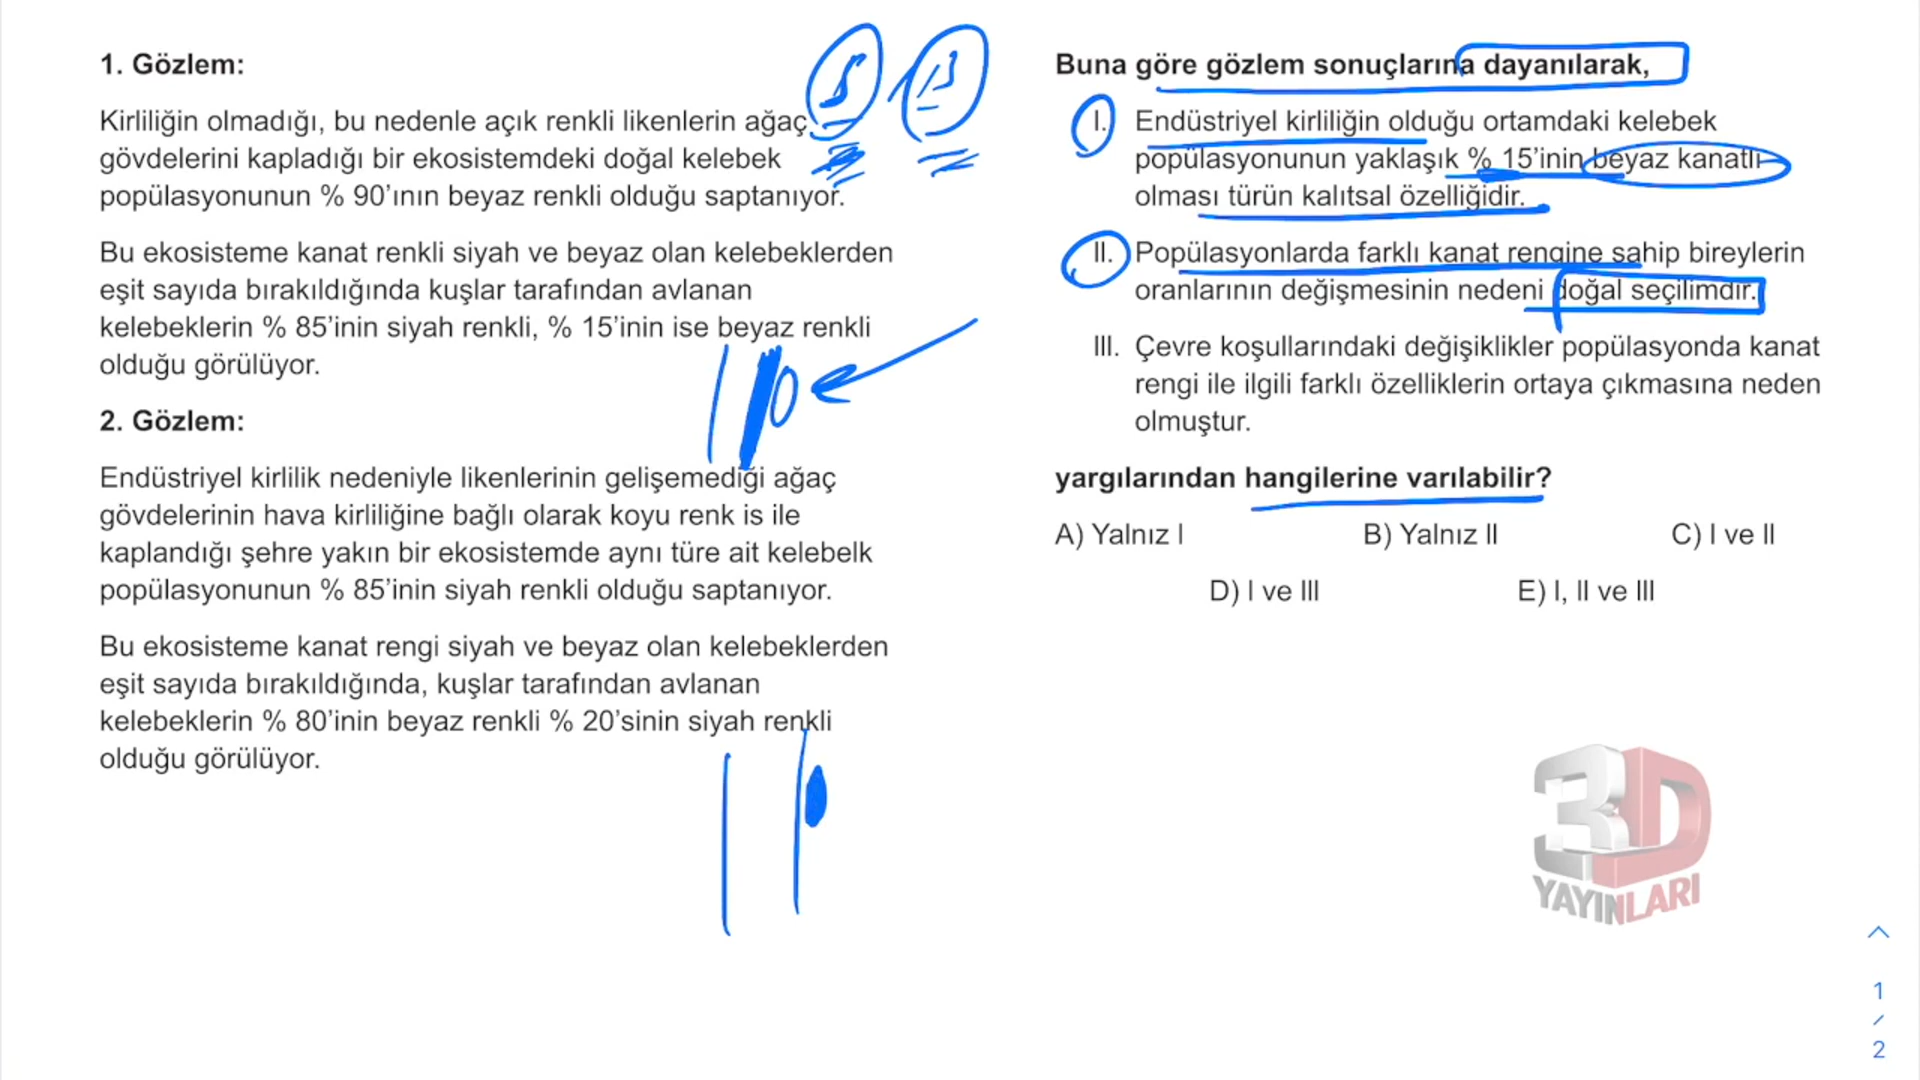 1. Gözlem:
Kirliliğin olmadığı, bu nedenle açık renkli likenlerin ağaç
gövdelerini kapladığı bir ekosistemdeki doğal kelebek
popülasyonunun % 90'ının beyaz renkli olduğu saptanıyor.
Bu ekosisteme kanat renkli siyah ve beyaz olan kelebeklerden
eşit sayıda bırakıldığında kuşlar tarafından avlanan
kelebeklerin % 85'inin siyah renkli, % 15'inin ise beyaz renkli
olduğu görülüyor.
2. Gözlem:
Endüstriyel kirlilik nedeniyle likenlerinin gelişemediği ağaç
gövdelerinin hava kirliliğine bağlı olarak koyu renk is ile
kaplandığı şehre yakın bir ekosistemde aynı türe ait kelebelk
popülasyonunun % 85'inin siyah renkli olduğu saptanıyor.
Bu ekosisteme kanat rengi siyah ve beyaz olan kelebeklerden
eşit sayıda bırakıldığında, kuşlar tarafından avlanan
kelebeklerin % 80'inin beyaz renkli % 20'sinin siyah renkli
olduğu görülüyor.
Buna göre gözlem sonuçlarına dayanılarak,
I. Endüstriyel kirliliğin olduğu ortamdaki kelebek
popülasyonunun yaklaşık % 15'inin beyaz kanatlı
olması türün kalıtsal özelliğidir.
II. Popülasyonlarda farklı kanat rengine sahip bireylerin
oranlarının değişmesinin nedeni doğal seçilimdir.
III. Çevre koşullarındaki değişiklikler popülasyonda kanat
rengi ile ilgili farklı özelliklerin ortaya çıkmasına neden
olmuştur.
yargılarından hangilerine varılabilir?
A) Yalnız I B) Yalnız II C) I ve II
D) I ve III E) I, II ve III
3D
YAYINLARI
1
/
2